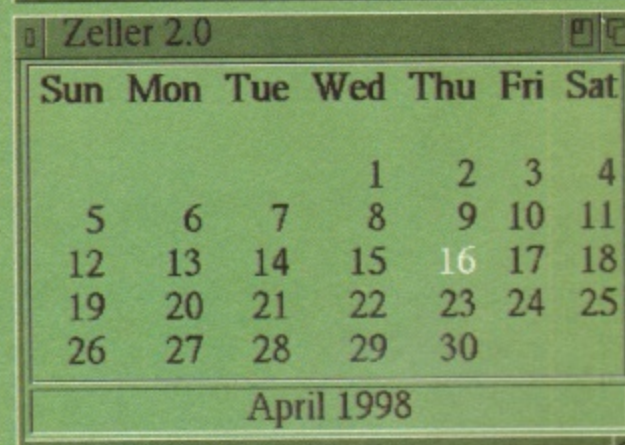 Zeller 2.0
Sun Mon Tue Wed Thu Fri Sat
1 2 3 4
5 6 7 8 9 10 11
12 13 14 15 16 17 18
19 20 21 22 23 24 25
26 27 28 29 30
April 1998